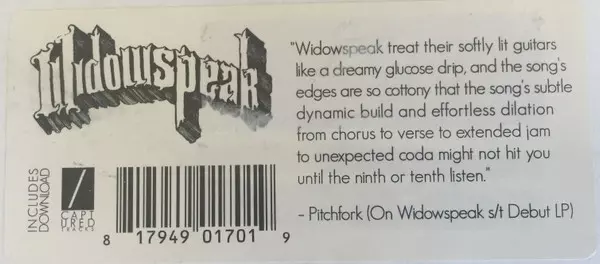 Widowspeak
"Widowspeak treat their softly lit guitars
like a dreamy glucose drip, and the song's
edges are so cottony that the song's subtle
dynamic build and effortless dilation
from chorus to verse to extended jam
to unexpected coda might not hit you
until the ninth or tenth listen."
– Pitchfork (On Widowspeak s/t Debut LP)
INCLUDES
DOWNLOAD
CAPT
URED
TRACKS
8 17949 01701 9